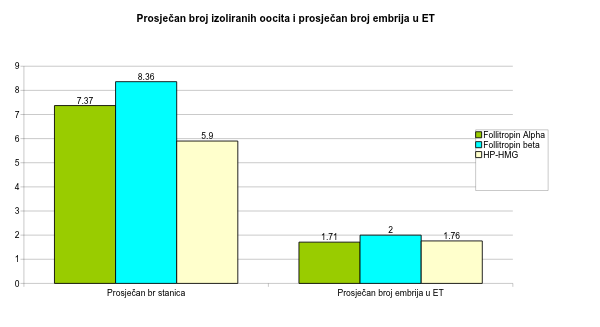 Prosječan broj izoliranih oocita i prosječan broj embrija u ET
9
8
7
6
5
4
3
2
1
0
7.37
8.36
5.9
1.71
2
1.76
Prosječan br stanica
Prosječan broj embrija u ET
Follitropin Alpha
Follitropin beta
HP-HMG